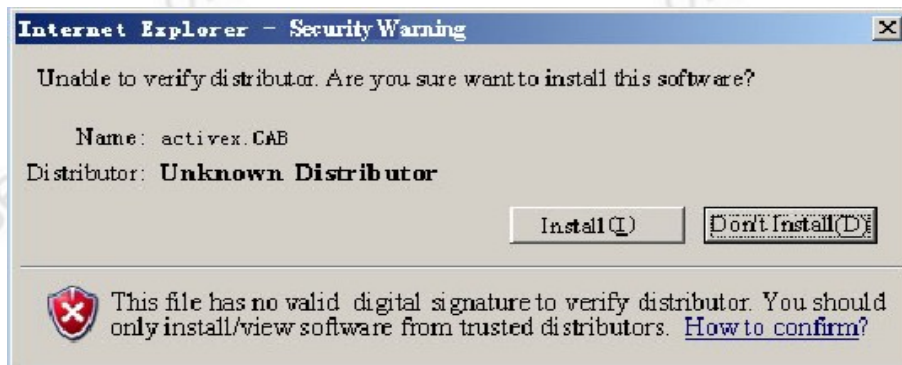 Internet Explorer - Security Warning
Unable to verify distributor. Are you sure want to install this software?
Name: activex.CAB
Distributor: Unknown Distributor
Install(I) Don't Install(D)
This file has no valid digital signature to verify distributor. You should
only install/view software from trusted distributors. How to confirm?